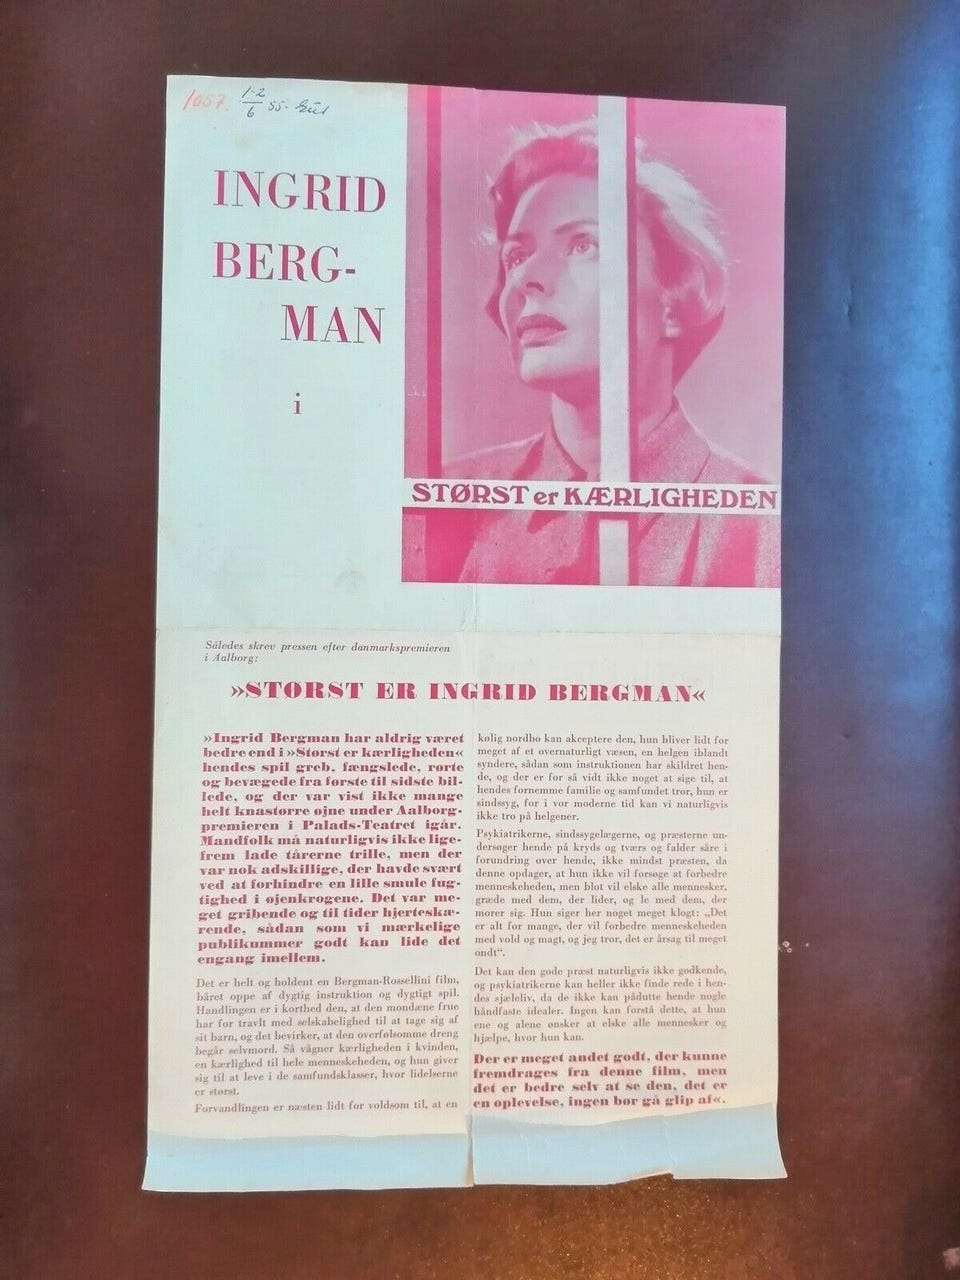 1057. 1-2/6 55.
INGRID
BERG-
MAN
i
STØRST er KÆRLIGHEDEN
Således skrev pressen efter danmarkspremieren
i Aalborg:
»STØRST ER INGRID BERGMAN«
»Ingrid Bergman har aldrig været
bedre end i »Størst er kærligheden«
hendes spil greb, fængslede, rørte
og bevægede fra første til sidste bil-
lede, og der var vist ikke mange
helt knastørre øjne under Aalborg-
premieren i Palads-Teatret igår.
Mandfolk må naturligvis ikke lige-
frem lade tårerne trille, men der
var nok adskillige, der havde svært
ved at forhindre en lille smule fug-
tighed i øjenkrogene. Det var me-
get gribende og til tider hjerteskæ-
rende, sådan som vi mærkelige
publikummer godt kan lide det
engang imellem.
Det er helt og holdent en Bergman-Rossellini film,
båret oppe af dygtig instruktion og dygtigt spil.
Handlingen er i korthed den, at den mondæne frue
har for travlt med selskabelighed til at tage sig af
sit barn, og det bevirker, at den overfølsomme dreng
begår selvmord. Så vågner kærligheden i kvinden,
en kærlighed til hele menneskeheden, og hun giver
sig til at leve i de samfundsklasser, hvor lidelserne
er størst.
Forvandlingen er næsten lidt for voldsom til, at en
kølig nordbo kan akceptere den, hun bliver lidt for
meget af et overnaturligt væsen, en helgen iblandt
syndere, sådan som instruktionen har skildret hen-
de, og der er for så vidt ikke noget at sige til, at
hendes fornemme familie og samfundet tror, hun er
sindssyg, for i vor moderne tid kan vi naturligvis
ikke tro på helgener.
Psykiatrikerne, sindssygelægerne, og præsterne un-
dersøger hende på kryds og tværs og falder såre i
forundring over hende, ikke mindst præsten, da
denne opdager, at hun ikke vil forsøge at forbedre
menneskeheden, men blot vil elske alle mennesker,
græde med dem, der lider, og le med dem, der
morer sig. Hun siger her noget meget klogt: „Det
er alt for mange, der vil forbedre menneskeheden
med vold og magt, og jeg tror, det er årsag til meget
ondt“.
Det kan den gode præst naturligvis ikke godkende,
og psykiatrikerne kan heller ikke finde rede i hen-
des sjæleliv, da de ikke kan pådutte hende nogle
håndfaste idealer. Ingen kan forstå dette, at hun
ene og alene ønsker at elske alle mennesker og
hjælpe, hvor hun kan.
Der er meget andet godt, der kunne
fremdrages fra denne film, men
det er bedre selv at se den, det er
en oplevelse, ingen bør gå glip af«.